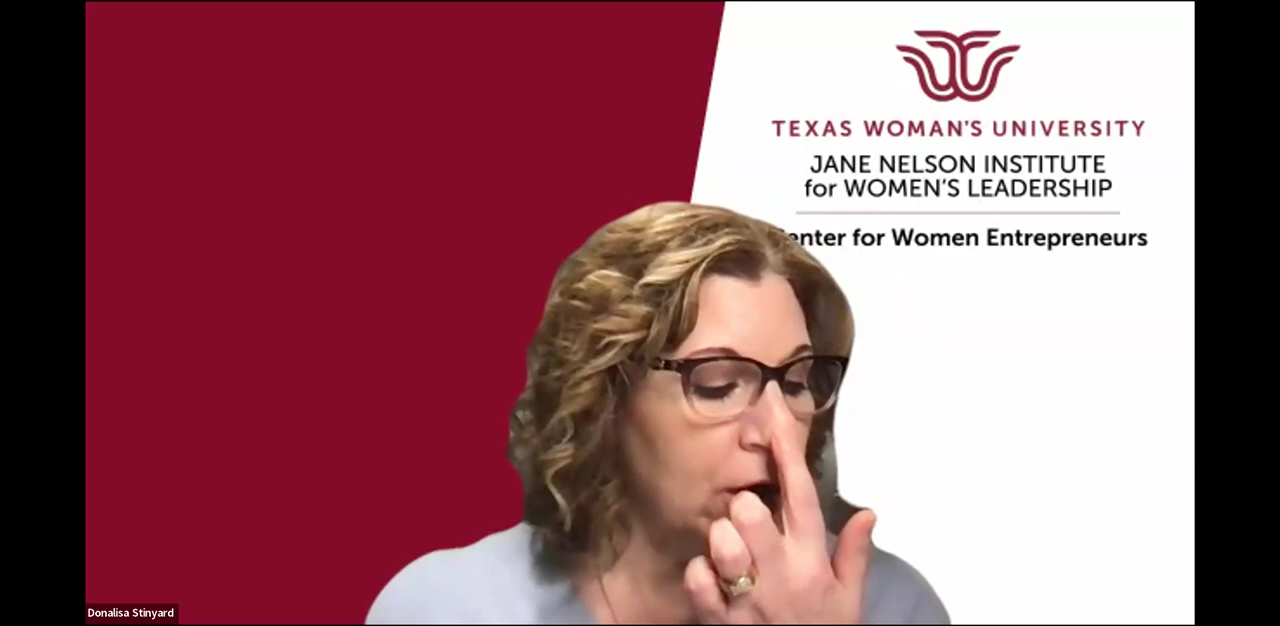 TEXAS WOMAN'S UNIVERSITY
JANE NELSON INSTITUTE
for WOMEN'S LEADERSHIP
enter for Women Entrepreneurs
Donalisa Stinyard